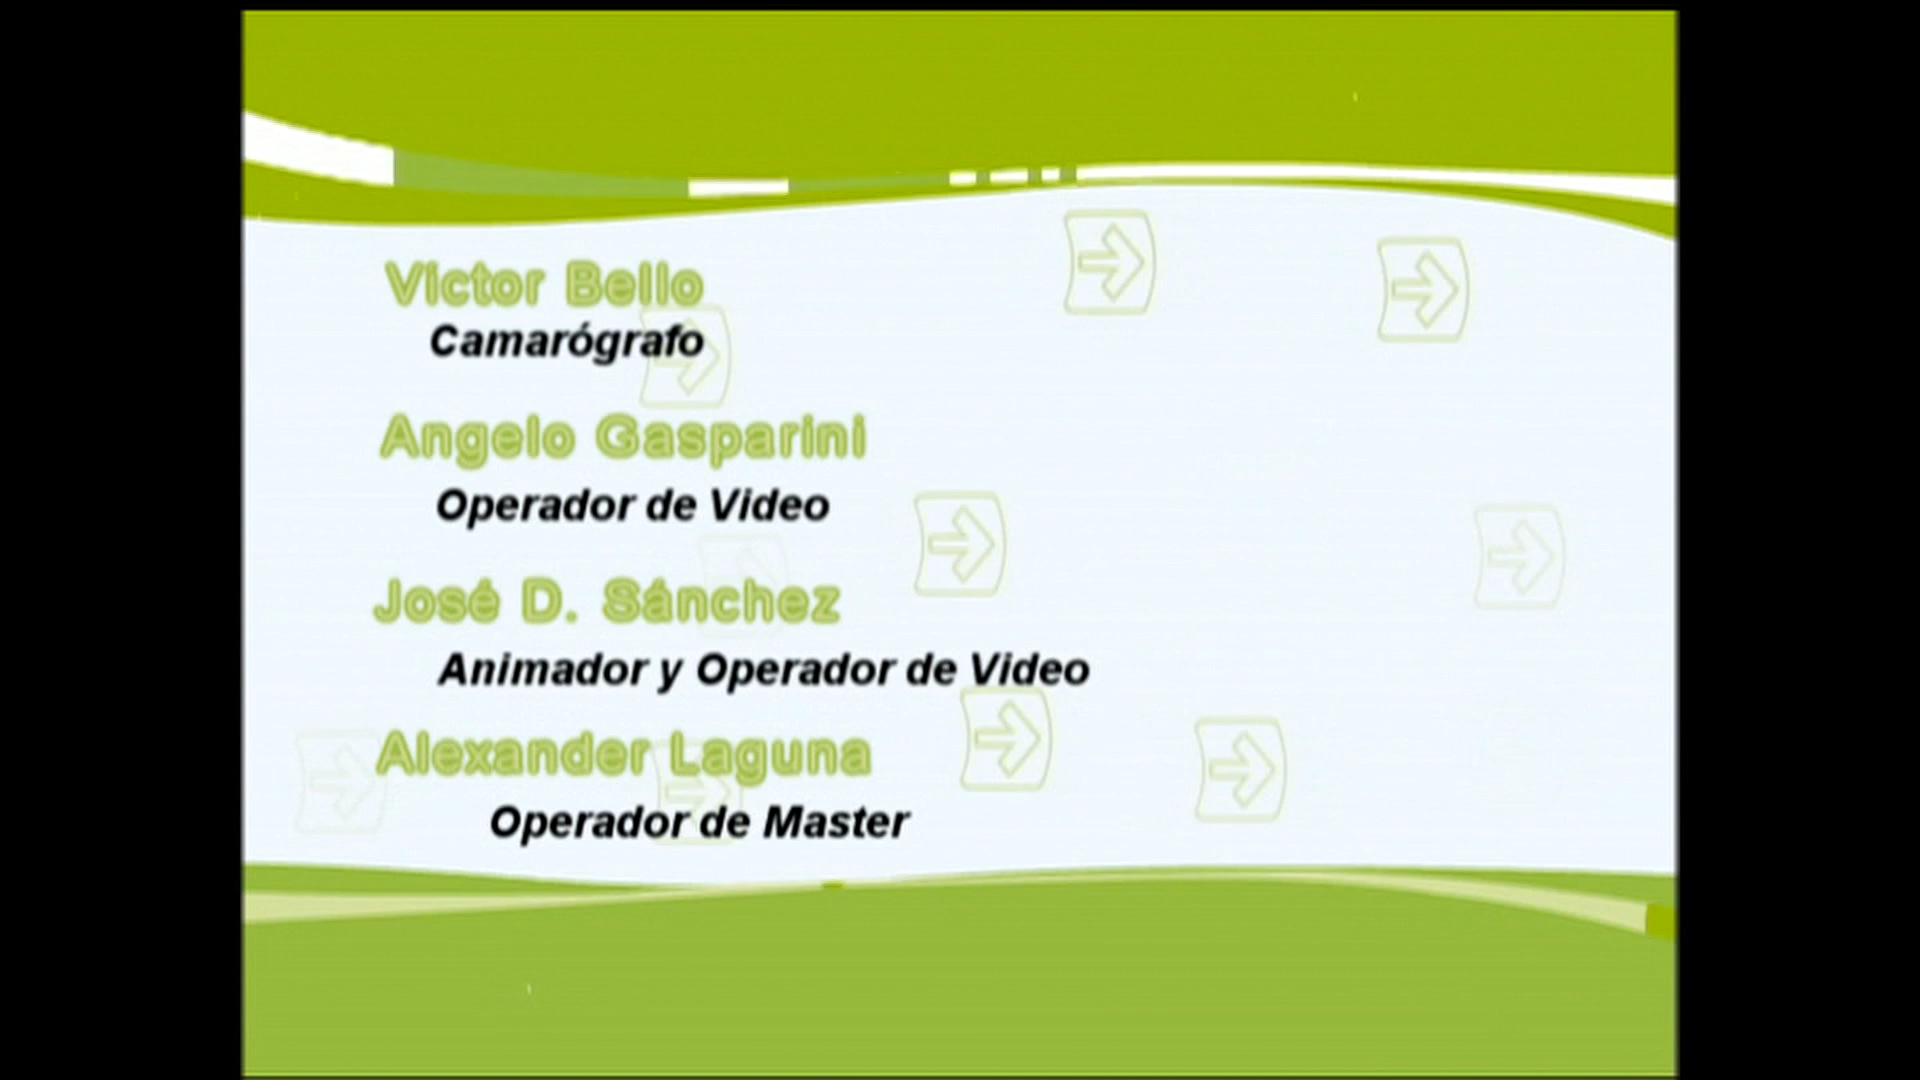 Victor Bello
Camarógrafo
Angelo Gasparini
Operador de Video
José D. Sánchez
Animador y Operador de Video
Alexander Laguna
Operador de Master